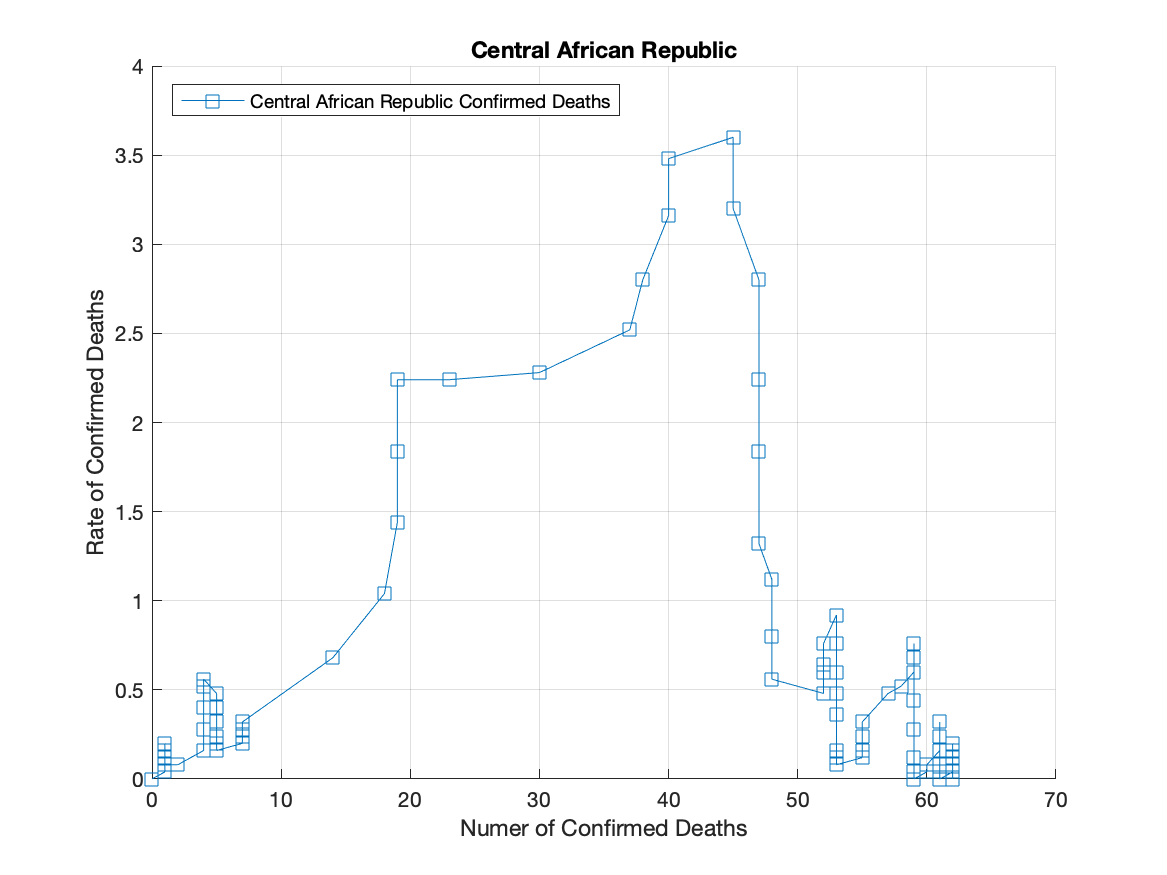 Central African Republic
Central African Republic Confirmed Deaths
4
3.5
3
2.5
2
1.5
1
0.5
0
Rate of Confirmed Deaths
0 10 20 30 40 50 60 70
Numer of Confirmed Deaths